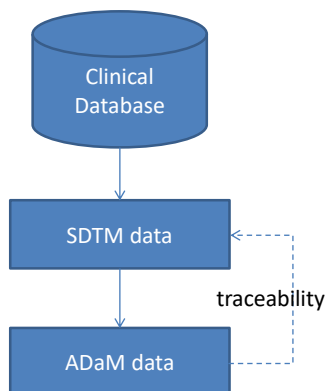 Clinical
Database
SDTM data
traceability
ADaM data